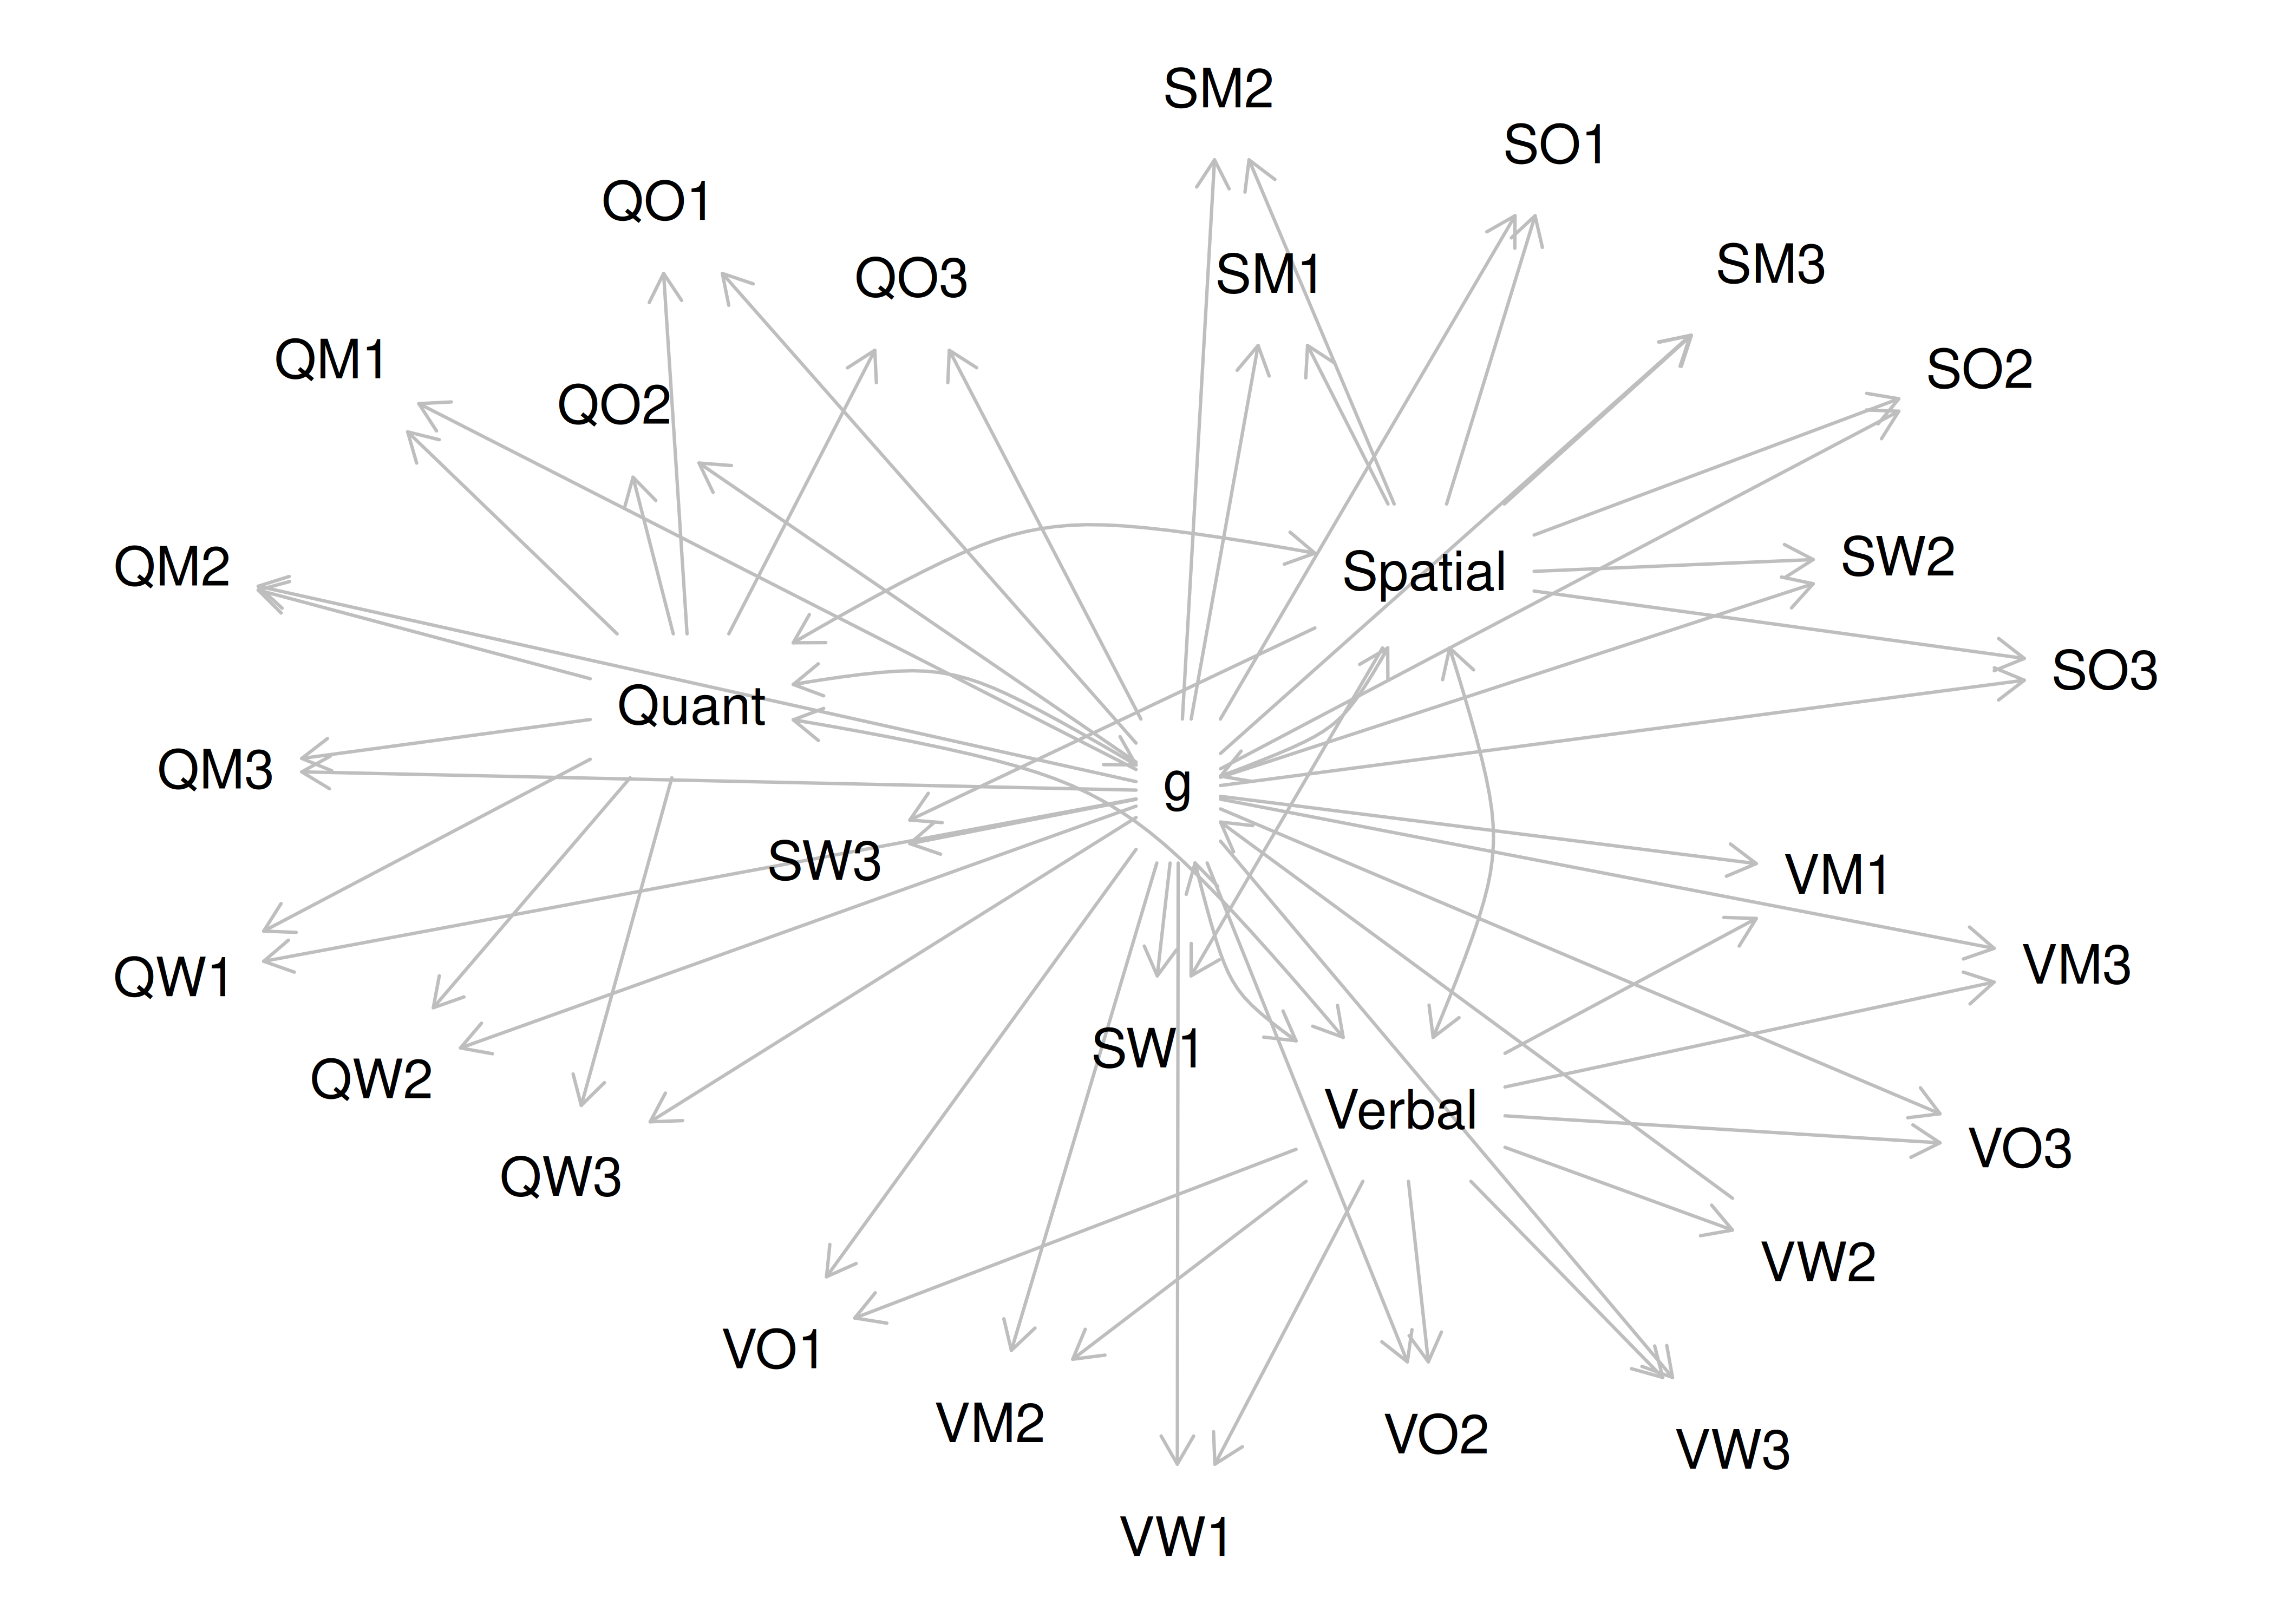 SM2
SO1
QO1
SM3
QO3
SM1
QM1
SO2
QO2
SW2
QM2
Spatial
SO3
Quant
QM3
g
SW3
VM1
VM3
QW1
SW1
QW2
Verbal
VO3
QW3
VW2
VO1
VM2
VO2
VW3
VW1